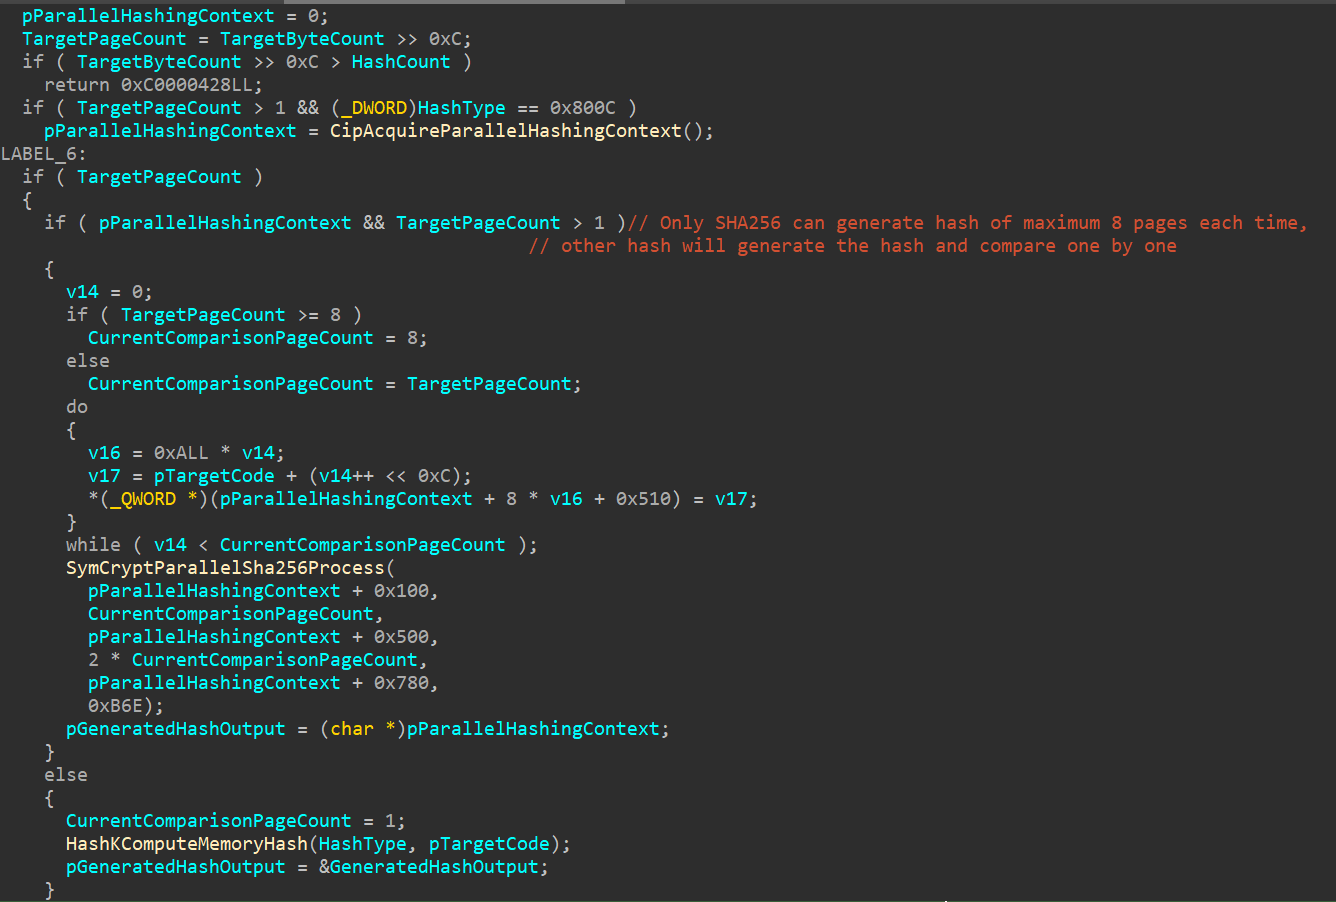 pParallelHashingContext = 0;
TargetPageCount = TargetByteCount >> 0xC;
if ( TargetByteCount >> 0xC > HashCount )
return 0xC0000428LL;
if ( TargetPageCount > 1 && (_DWORD)HashType == 0x800C )
pParallelHashingContext = CipAcquireParallelHashingContext();
LABEL_6:
if ( TargetPageCount )
{
if ( pParallelHashingContext && TargetPageCount > 1 )// Only SHA256 can generate hash of maximum 8 pages each time,
// other hash will generate the hash and compare one by one
{
v14 = 0;
if ( TargetPageCount >= 8 )
CurrentComparisonPageCount = 8;
else
CurrentComparisonPageCount = TargetPageCount;
do
{
v16 = 0xALL * v14;
v17 = pTargetCode + (v14++ << 0xC);
*(_QWORD *)(pParallelHashingContext + 8 * v16 + 0x510) = v17;
}
while ( v14 < CurrentComparisonPageCount );
SymCryptParallelSha256Process(
pParallelHashingContext + 0x100,
CurrentComparisonPageCount,
pParallelHashingContext + 0x500,
2 * CurrentComparisonPageCount,
pParallelHashingContext + 0x780,
0xB6E);
pGeneratedHashOutput = (char *)pParallelHashingContext;
}
else
{
CurrentComparisonPageCount = 1;
HashKComputeMemoryHash(HashType, pTargetCode);
pGeneratedHashOutput = &GeneratedHashOutput;
}